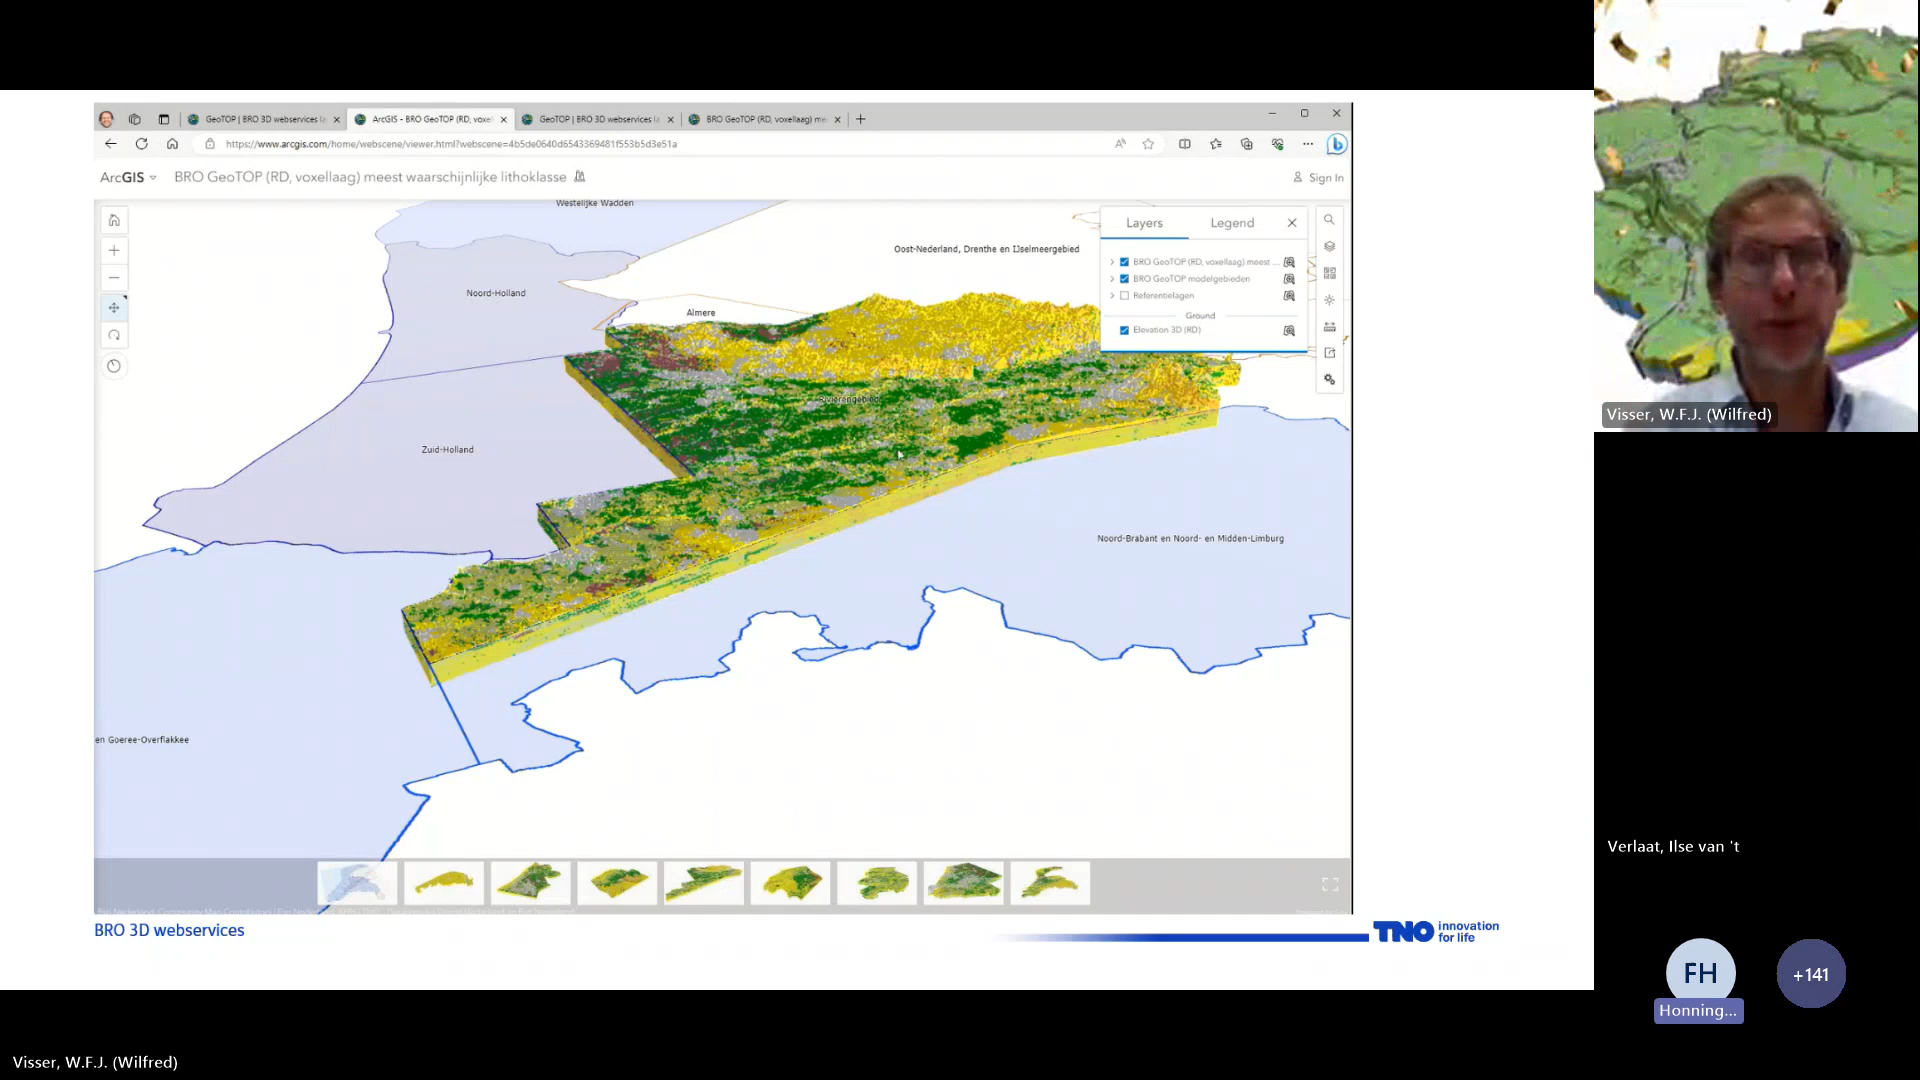 GeoTOP | BRO 3D webservices la
ArcGIS - BRO GeoTOP (RD, voxel
GeoTOP | BRO 3D webservices la
BRO GeoTOP (RD, voxellaag) me
https://www.arcgis.com/home/webscene/viewer.html?webscene=4b5de0640d6543369481f553b5d3e51a
ArcGIS
BRO GeoTOP (RD, voxellaag) meest waarschijnlijke lithoklasse
Sign In
Westelijke Wadden
Oost-Nederland, Drenthe en IJselmeergebied
Noord-Holland
Almere
Rivierengebied
Zuid-Holland
Noord-Brabant en Noord- en Midden-Limburg
en Goeree-Overflakkee
Layers
Legend
BRO GeoTOP (RD, voxellaag) meest ...
BRO GeoTOP modelgebieden
Referentielagen
Ground
Elevation 3D (RD)
BRO 3D webservices
TNO innovation
for life
Visser, W.F.J. (Wilfred)
Verlaat, Ilse van 't
FH
Honning...
+141
Visser, W.F.J. (Wilfred)